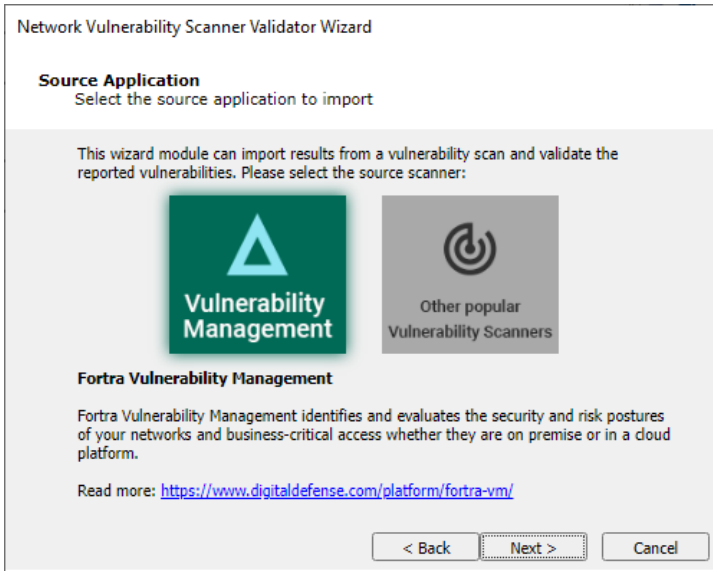 Network Vulnerability Scanner Validator Wizard
Source Application
Select the source application to import
This wizard module can import results from a vulnerability scan and validate the
reported vulnerabilities. Please select the source scanner:
Vulnerability
Management
Other popular
Vulnerability Scanners
Fortra Vulnerability Management
Fortra Vulnerability Management identifies and evaluates the security and risk postures
of your networks and business-critical access whether they are on premise or in a cloud
platform.
Read more: https://www.digitaldefense.com/platform/fortra-vm/
< Back Next > Cancel